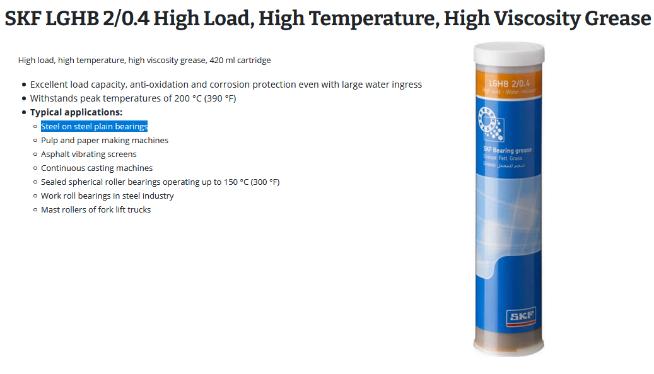 SKF LGHB 2/0.4 High Load, High Temperature, High Viscosity Grease
High load, high temperature, high viscosity grease, 420 ml cartridge
Excellent load capacity, anti-oxidation and corrosion protection even with large water ingress
Withstands peak temperatures of 200 °C (390 °F)
Typical applications:
Steel on steel plain bearings
Pulp and paper making machines
Asphalt vibrating screens
Continuous casting machines
Sealed spherical roller bearings operating up to 150 °C (300 °F)
Work roll bearings in steel industry
Mast rollers of fork lift trucks
LGHB 2/0.4
SKF Bearing grease
SKF